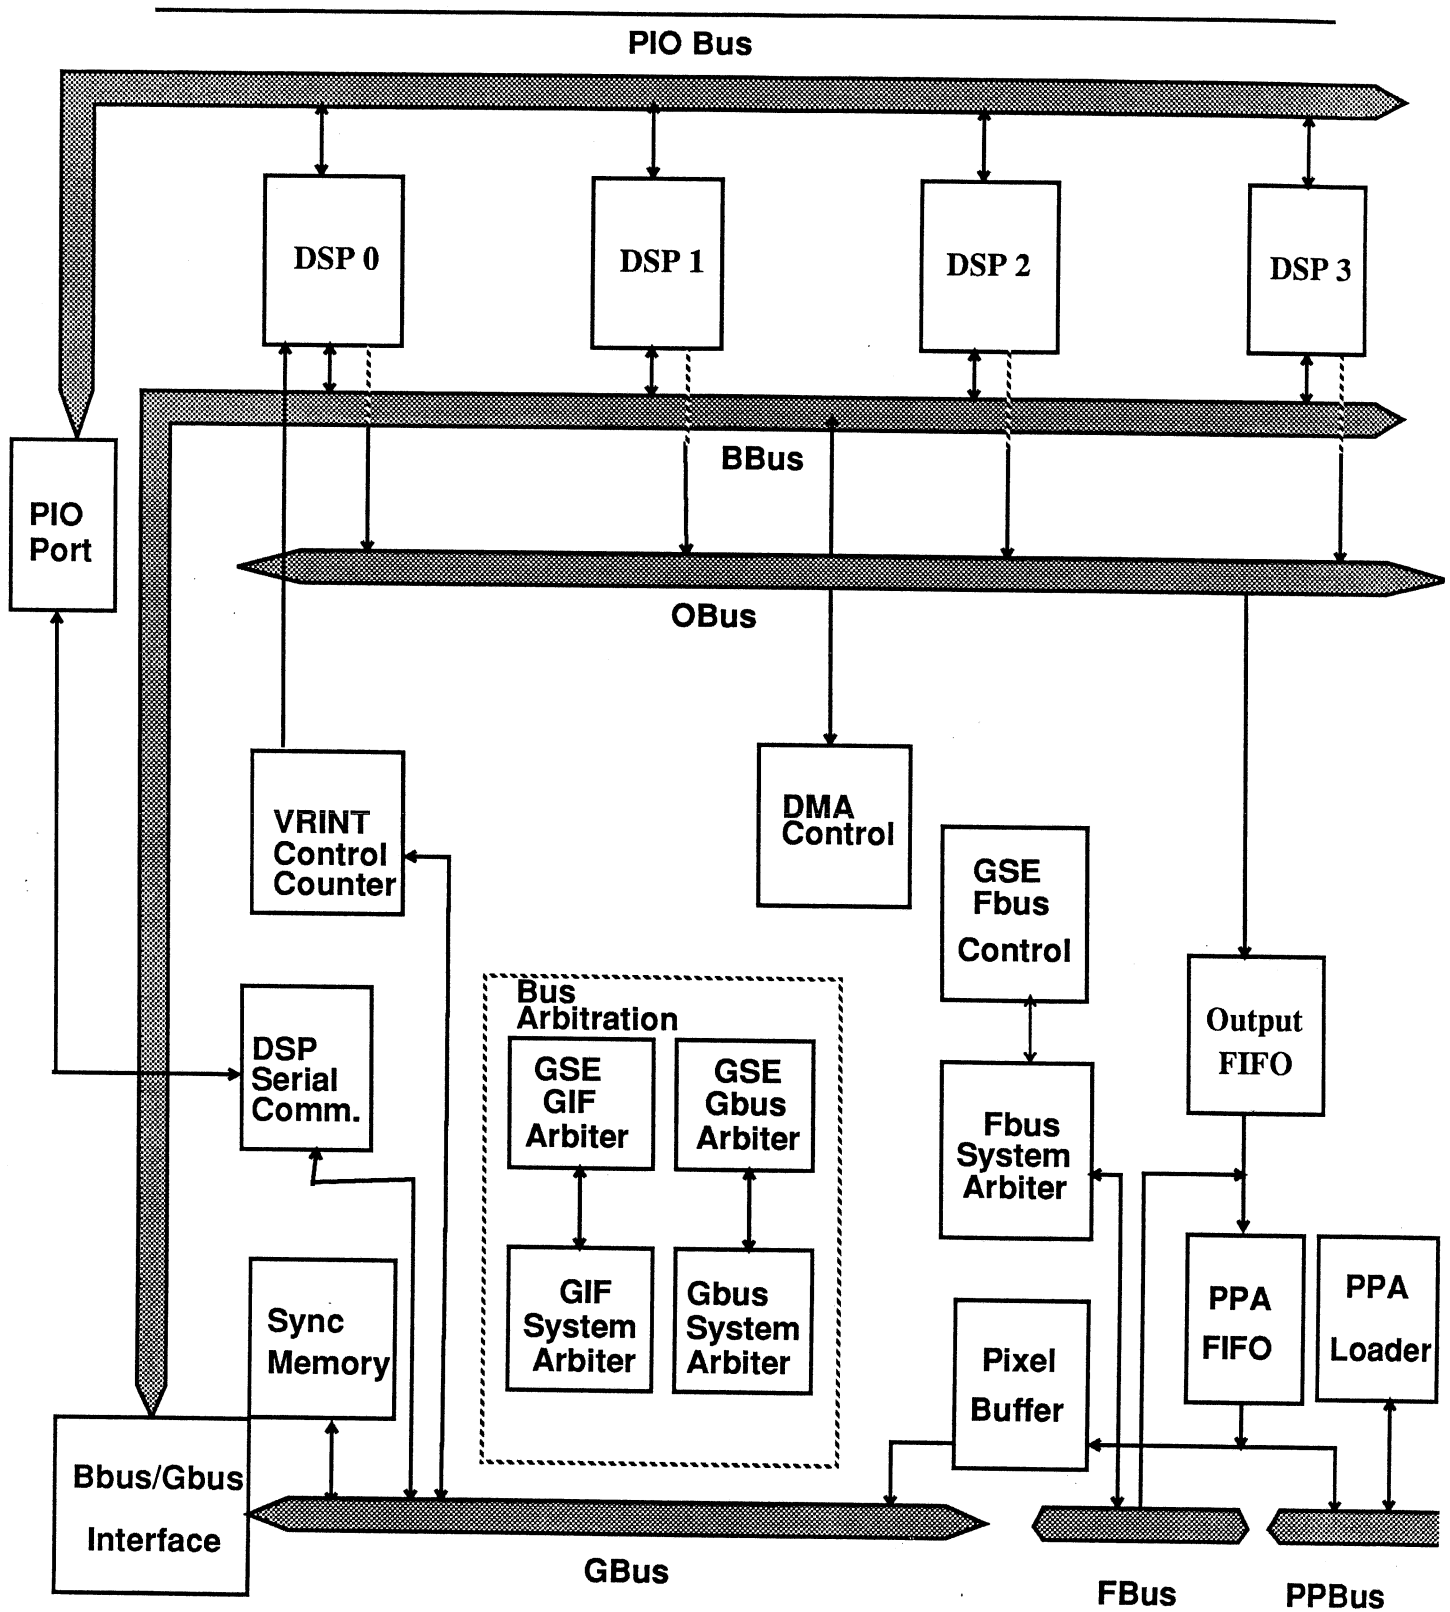 PIO Bus
DSP 0
DSP 1
DSP 2
DSP 3
BBus
PIO
Port
OBus
VRINT
Control
Counter
DMA
Control
GSE
Fbus
Control
Output
FIFO
DSP
Serial
Comm.
Bus
Arbitration
GSE
GIF
Arbiter
GSE
Gbus
Arbiter
Fbus
System
Arbiter
Sync
Memory
GIF
System
Arbiter
Gbus
System
Arbiter
Pixel
Buffer
PPA
FIFO
PPA
Loader
Bbus/Gbus
Interface
GBus
FBus
PPBus